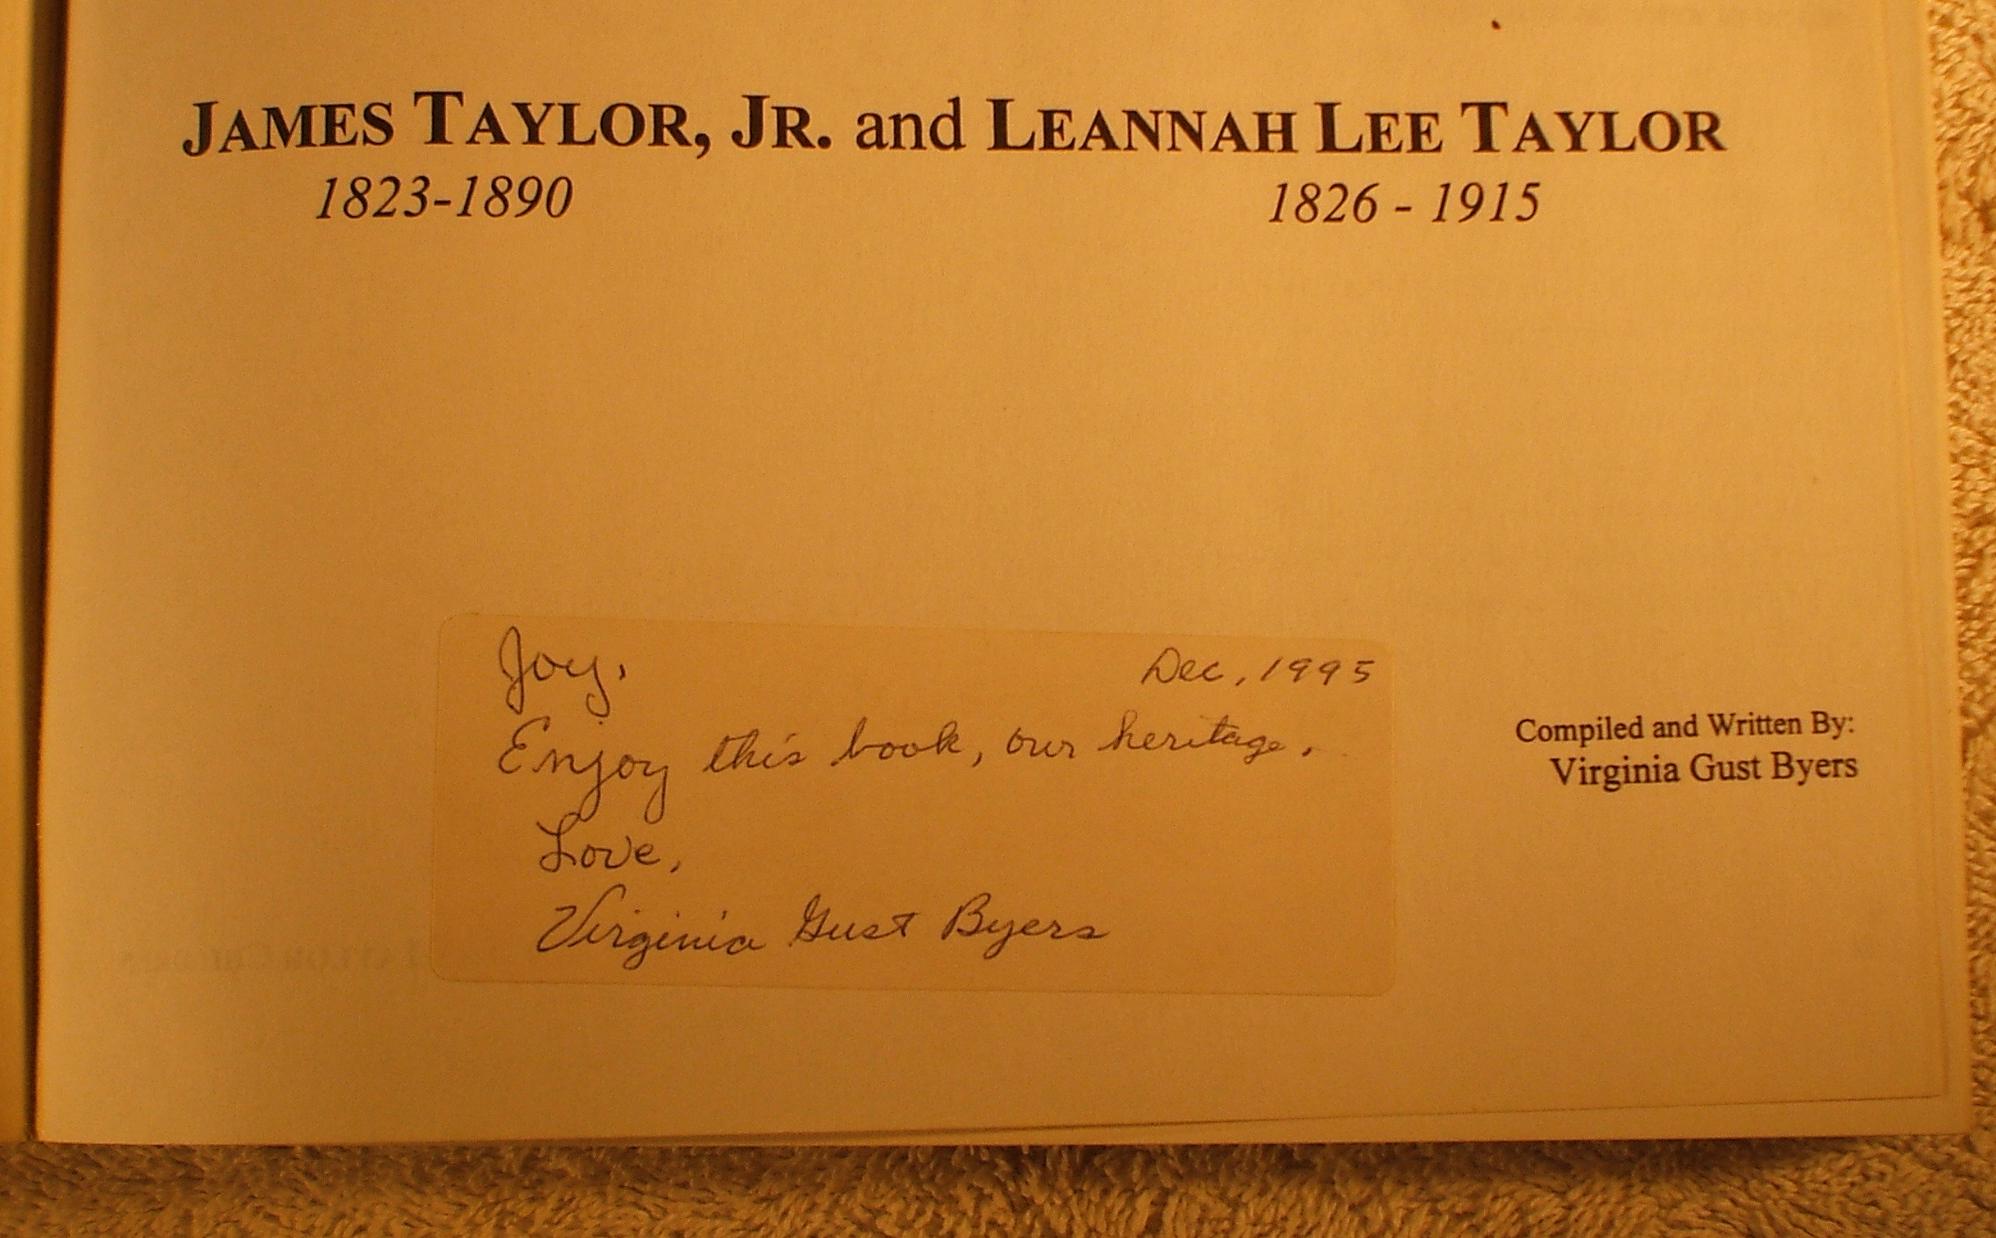 JAMES TAYLOR, JR. and LEANNAH LEE TAYLOR
1823-1890 1826 - 1915
Joy, Dec, 1995
Enjoy this book, our heritage.
Love,
Virginia Gust Byers
Compiled and Written By:
Virginia Gust Byers